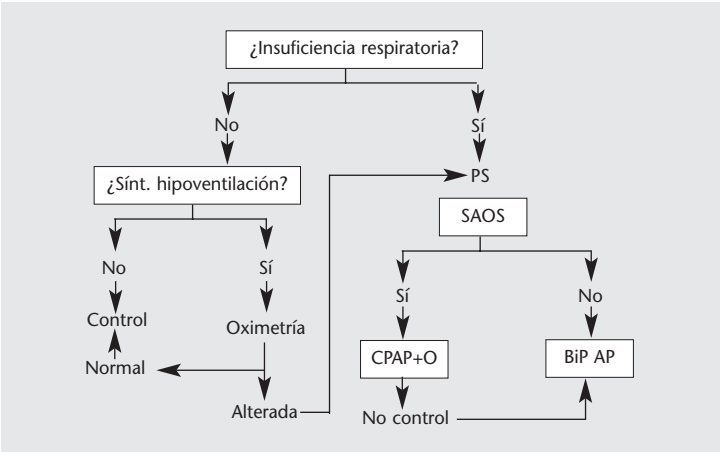 ¿Insuficiencia respiratoria?
No
Sí
¿Sínt. hipoventilación?
PS
SAOS
No
Sí
Sí
No
Control
Oximetría
Normal
CPAP+O
BiP AP
Alterada
No control